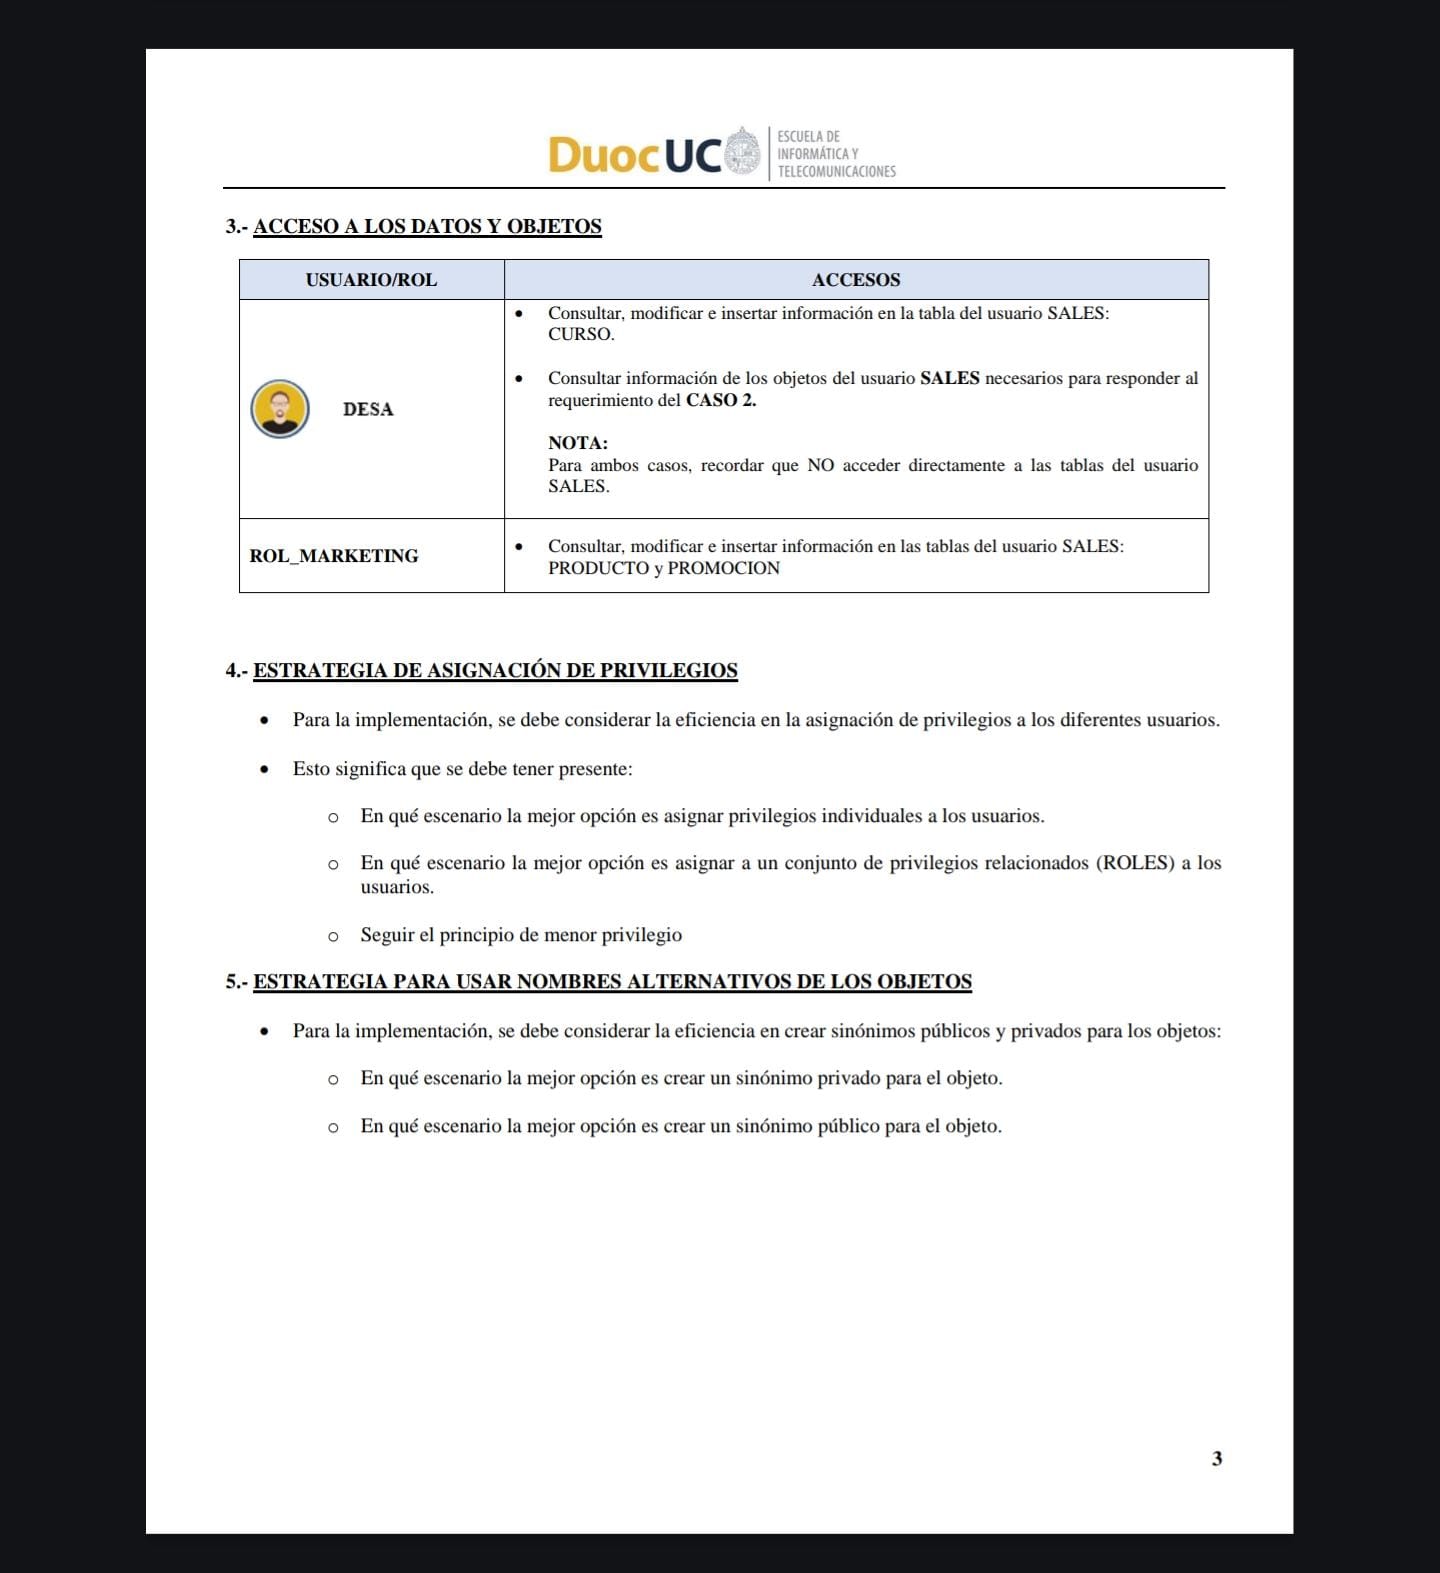 DuocUC
ESCUELA DE
INFORMÁTICA Y
TELECOMUNICACIONES
3.- ACCESO A LOS DATOS Y OBJETOS
USUARIO/ROL
ACCESOS
DESA
• Consultar, modificar e insertar información en la tabla del usuario SALES:
CURSO.
• Consultar información de los objetos del usuario SALES necesarios para responder al
requerimiento del CASO 2.
NOTA:
Para ambos casos, recordar que NO acceder directamente a las tablas del usuario
SALES.
ROL_MARKETING
• Consultar, modificar e insertar información en las tablas del usuario SALES:
PRODUCTO y PROMOCION
4.- ESTRATEGIA DE ASIGNACIÓN DE PRIVILEGIOS
• Para la implementación, se debe considerar la eficiencia en la asignación de privilegios a los diferentes usuarios.
• Esto significa que se debe tener presente:
o En qué escenario la mejor opción es asignar privilegios individuales a los usuarios.
o En qué escenario la mejor opción es asignar a un conjunto de privilegios relacionados (ROLES) a los
usuarios.
o Seguir el principio de menor privilegio
5.- ESTRATEGIA PARA USAR NOMBRES ALTERNATIVOS DE LOS OBJETOS
• Para la implementación, se debe considerar la eficiencia en crear sinónimos públicos y privados para los objetos:
o En qué escenario la mejor opción es crear un sinónimo privado para el objeto.
o En qué escenario la mejor opción es crear un sinónimo público para el objeto.
3